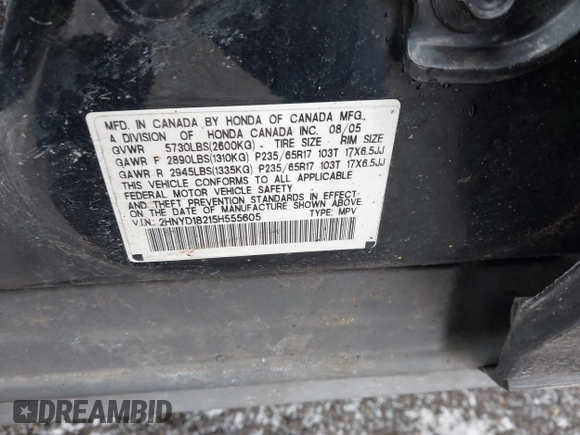 MFD. IN CANADA BY HONDA OF CANADA MFG.,
A DIVISION OF HONDA CANADA INC. 08/05
GVWR 5730LBS(2600KG) TIRE SIZE RIM SIZE
GAWR F 2890LBS(1310KG) P235/65R17 103T 17X6.5JJ
GAWR R 2945LBS(1335KG) P235/65R17 103T 17X6.5JJ
THIS VEHICLE CONFORMS TO ALL APPLICABLE
FEDERAL MOTOR VEHICLE SAFETY
AND THEFT PREVENTION STANDARDS IN EFFECT
ON THE DATE OF MANUFACTURE SHOWN ABOVE.
V.I.N.: 2HNYD18215H555605 TYPE: MPV
DREAMBID